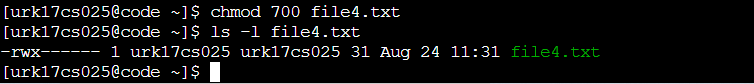 [urk17cs025@code ~]$ chmod 700 file4.txt
[urk17cs025@code ~]$ ls -l file4.txt
-rwx------ 1 urk17cs025 urk17cs025 31 Aug 24 11:31 file4.txt
[urk17cs025@code ~]$